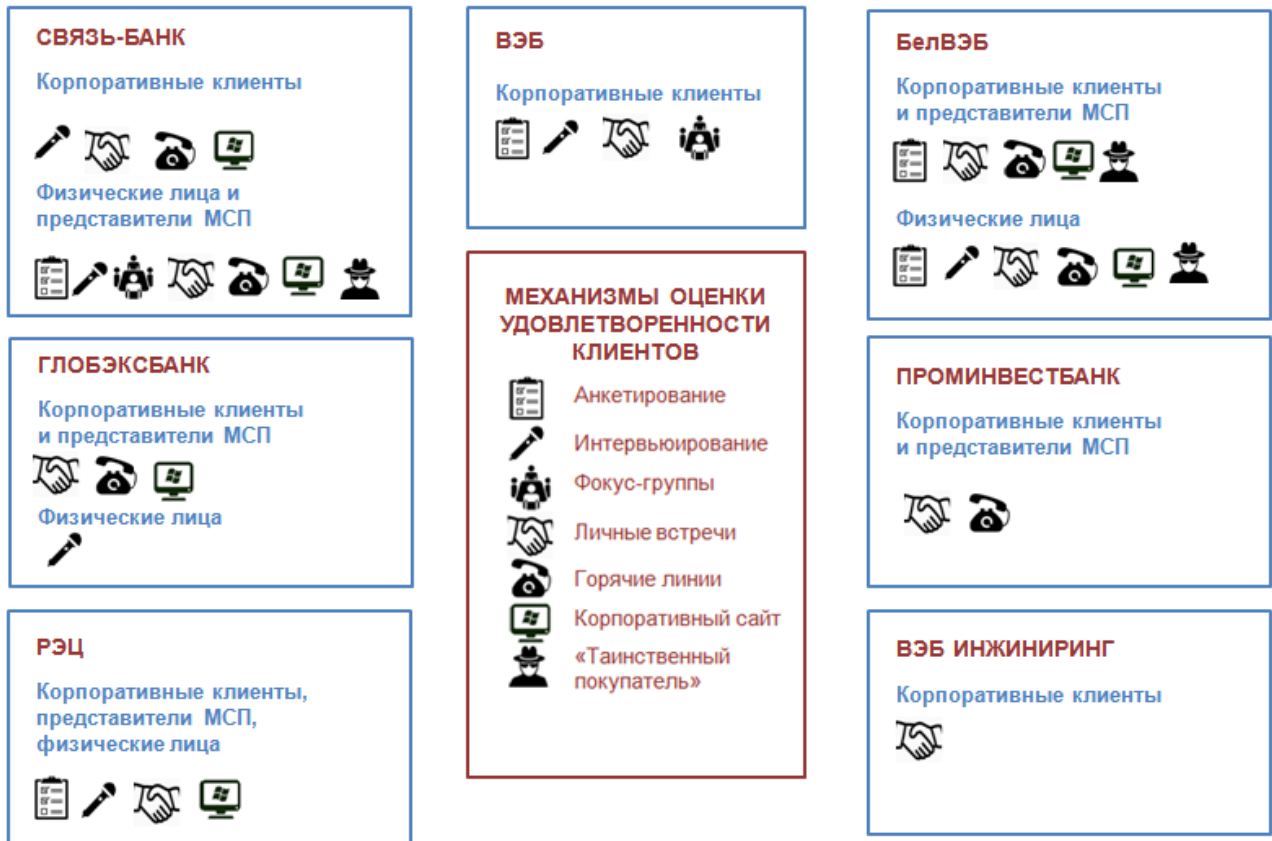 СВЯЗЬ-БАНК
Корпоративные клиенты
Физические лица и
представители МСП
ВЭБ
Корпоративные клиенты
БелВЭБ
Корпоративные клиенты
и представители МСП
Физические лица
ГЛОБЭКСБАНК
Корпоративные клиенты
и представители МСП
Физические лица
МЕХАНИЗМЫ ОЦЕНКИ
УДОВЛЕТВОРЕННОСТИ
КЛИЕНТОВ
Анкетирование
Интервьюирование
Фокус-группы
Личные встречи
Горячие линии
Корпоративный сайт
«Таинственный
покупатель»
ПРОМИНВЕСТБАНК
Корпоративные клиенты
и представители МСП
РЭЦ
Корпоративные клиенты,
представители МСП,
физические лица
ВЭБ ИНЖИНИРИНГ
Корпоративные клиенты